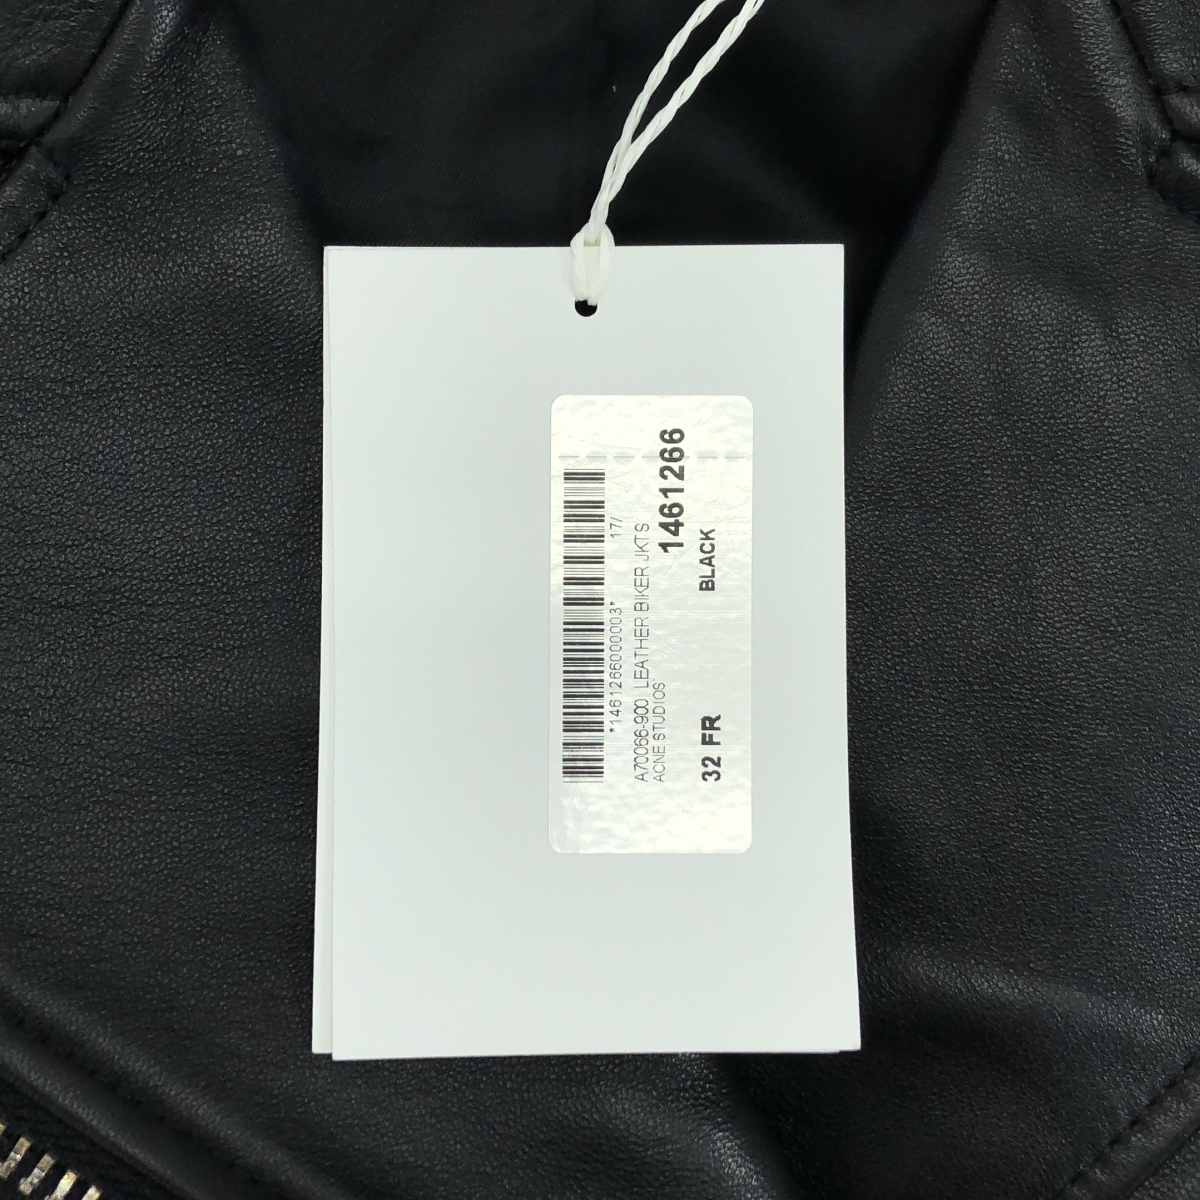 *1461266000003* 17/
A70066-900 LEATHER BIKER JKTS
ACNE STUDIOS
1461266
32 FR BLACK